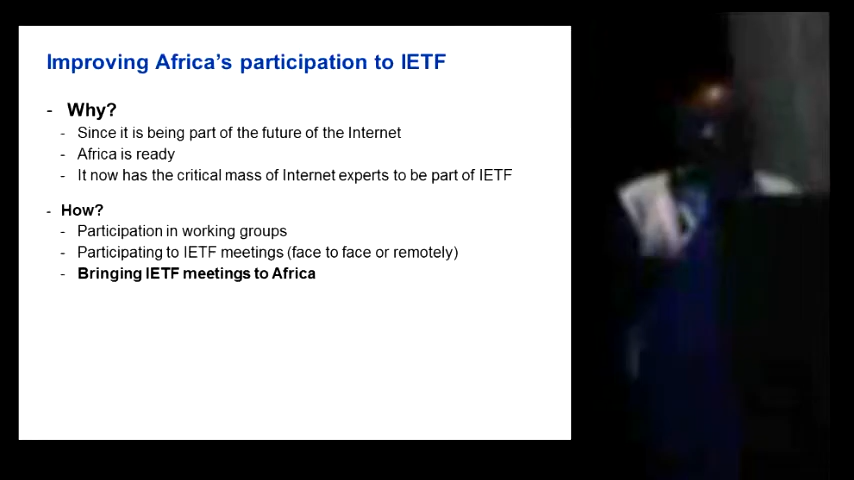 Improving Africa's participation to IETF
- Why?
- Since it is being part of the future of the Internet
- Africa is ready
- It now has the critical mass of Internet experts to be part of IETF
- How?
- Participation in working groups
- Participating to IETF meetings (face to face or remotely)
- Bringing IETF meetings to Africa